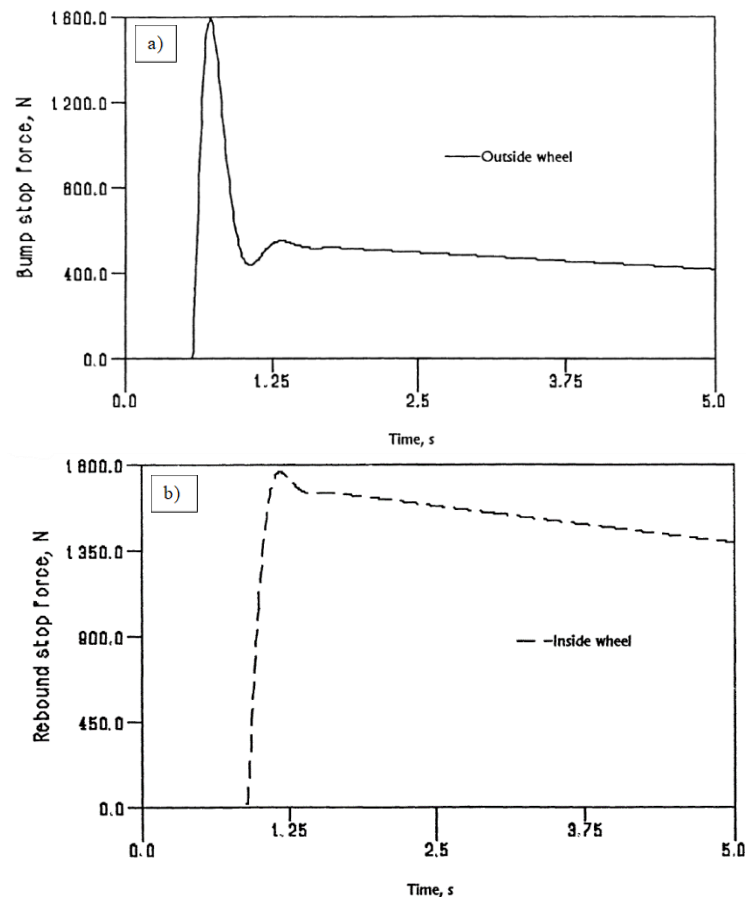 a)
Bump stop force, N
1800.0
1200.0
800.0
400.0
0.0
Outside wheel
0.0
1.25
2.5
3.75
5.0
Time, s
b)
Rebound stop force, N
1800.0
1350.0
800.0
450.0
0.0
Inside wheel
0.0
1.25
2.5
3.75
5.0
Time, s